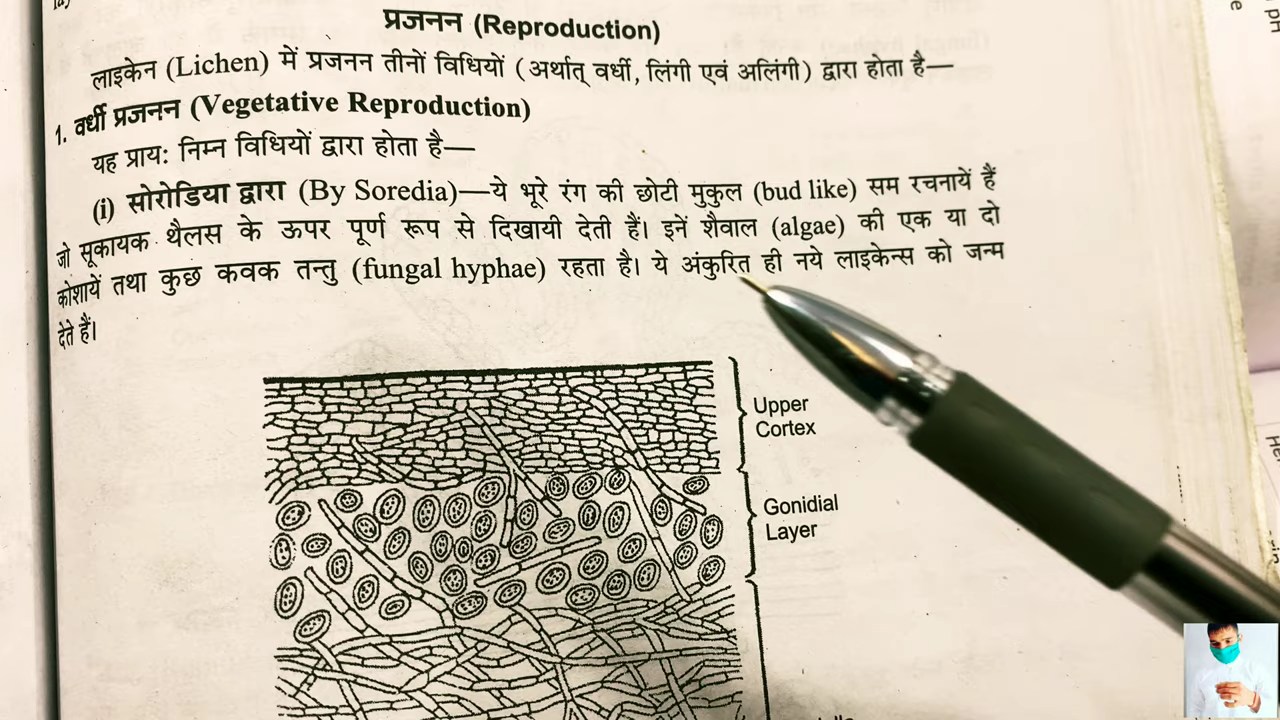 प्रजनन (Reproduction)
लाइकेन (Lichen) में प्रजनन तीनों विधियों (अर्थात् वर्धी, लिंगी एवं अलिंगी) द्वारा होता है—
1. वर्धी प्रजनन (Vegetative Reproduction)
यह प्राय: निम्न विधियों द्वारा होता है—
(i) सोरोडिया द्वारा (By Soredia)—ये भूरे रंग की छोटी मुकुल (bud like) सम रचनायें हैं
जो सूकायक थैलस के ऊपर पूर्ण रूप से दिखायी देती हैं। इनें शैवाल (algae) की एक या दो
कोशायें तथा कुछ कवक तन्तु (fungal hyphae) रहता है। ये अंकुरित ही नये लाइकेन्स को जन्म
देते हैं।
Upper
Cortex
Gonidial
Layer